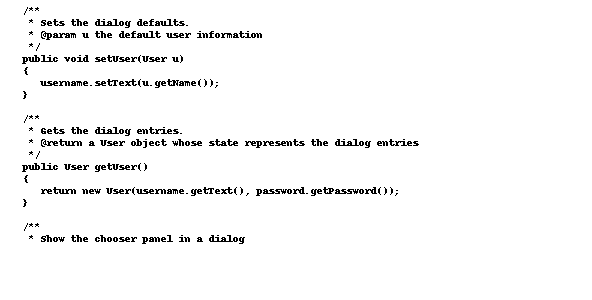 /**
 * Sets the dialog defaults.
 * @param u the default user information
 */
public void setUser(User u)
{
   username.setText(u.getName());
}
/**
 * Gets the dialog entries.
 * @return a User object whose state represents the dialog entries
 */
public User getUser()
{
   return new User(username.getText(), password.getPassword());
}
/**
 * Show the chooser panel in a dialog